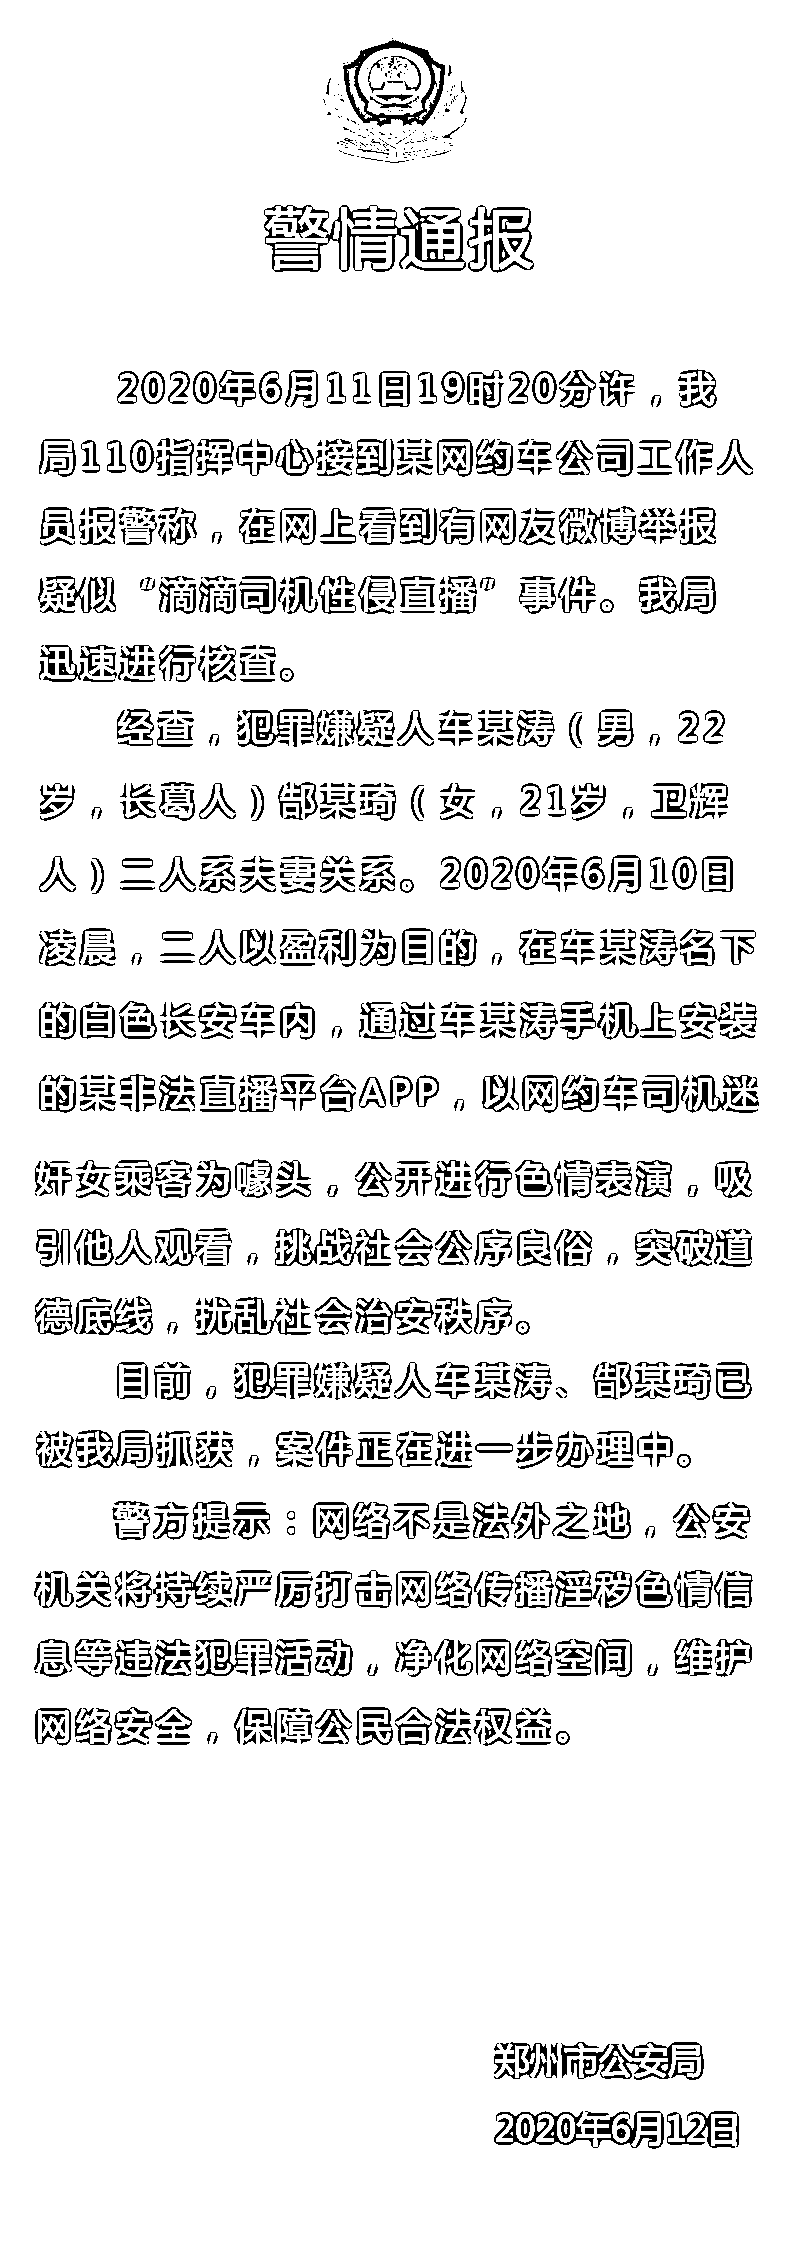 警情通报
2020年6月11日19时20分许，我
局110指挥中心接到某网约车公司工作人
员报警称，在网上看到有网友微博举报
疑似“滴滴司机性侵直播”事件。我局
迅速进行核查。
经查，犯罪嫌疑人车某涛（男，22
岁，长葛人）郜某琦（女，21岁，卫辉
人）二人系夫妻关系。2020年6月10日
凌晨，二人以盈利为目的，在车某涛名下
的白色长安车内，通过车某涛手机上安装
的某非法直播平台APP，以网约车司机迷
奸女乘客为噱头，公开进行色情表演，吸
引他人观看，挑战社会公序良俗，突破道
德底线，扰乱社会治安秩序。
目前，犯罪嫌疑人车某涛、郜某琦已
被我局抓获，案件正在进一步办理中。
警方提示：网络不是法外之地，公安
机关将持续严厉打击网络传播淫秽色情信
息等违法犯罪活动，净化网络空间，维护
网络安全，保障公民合法权益。
郑州市公安局
2020年6月12日